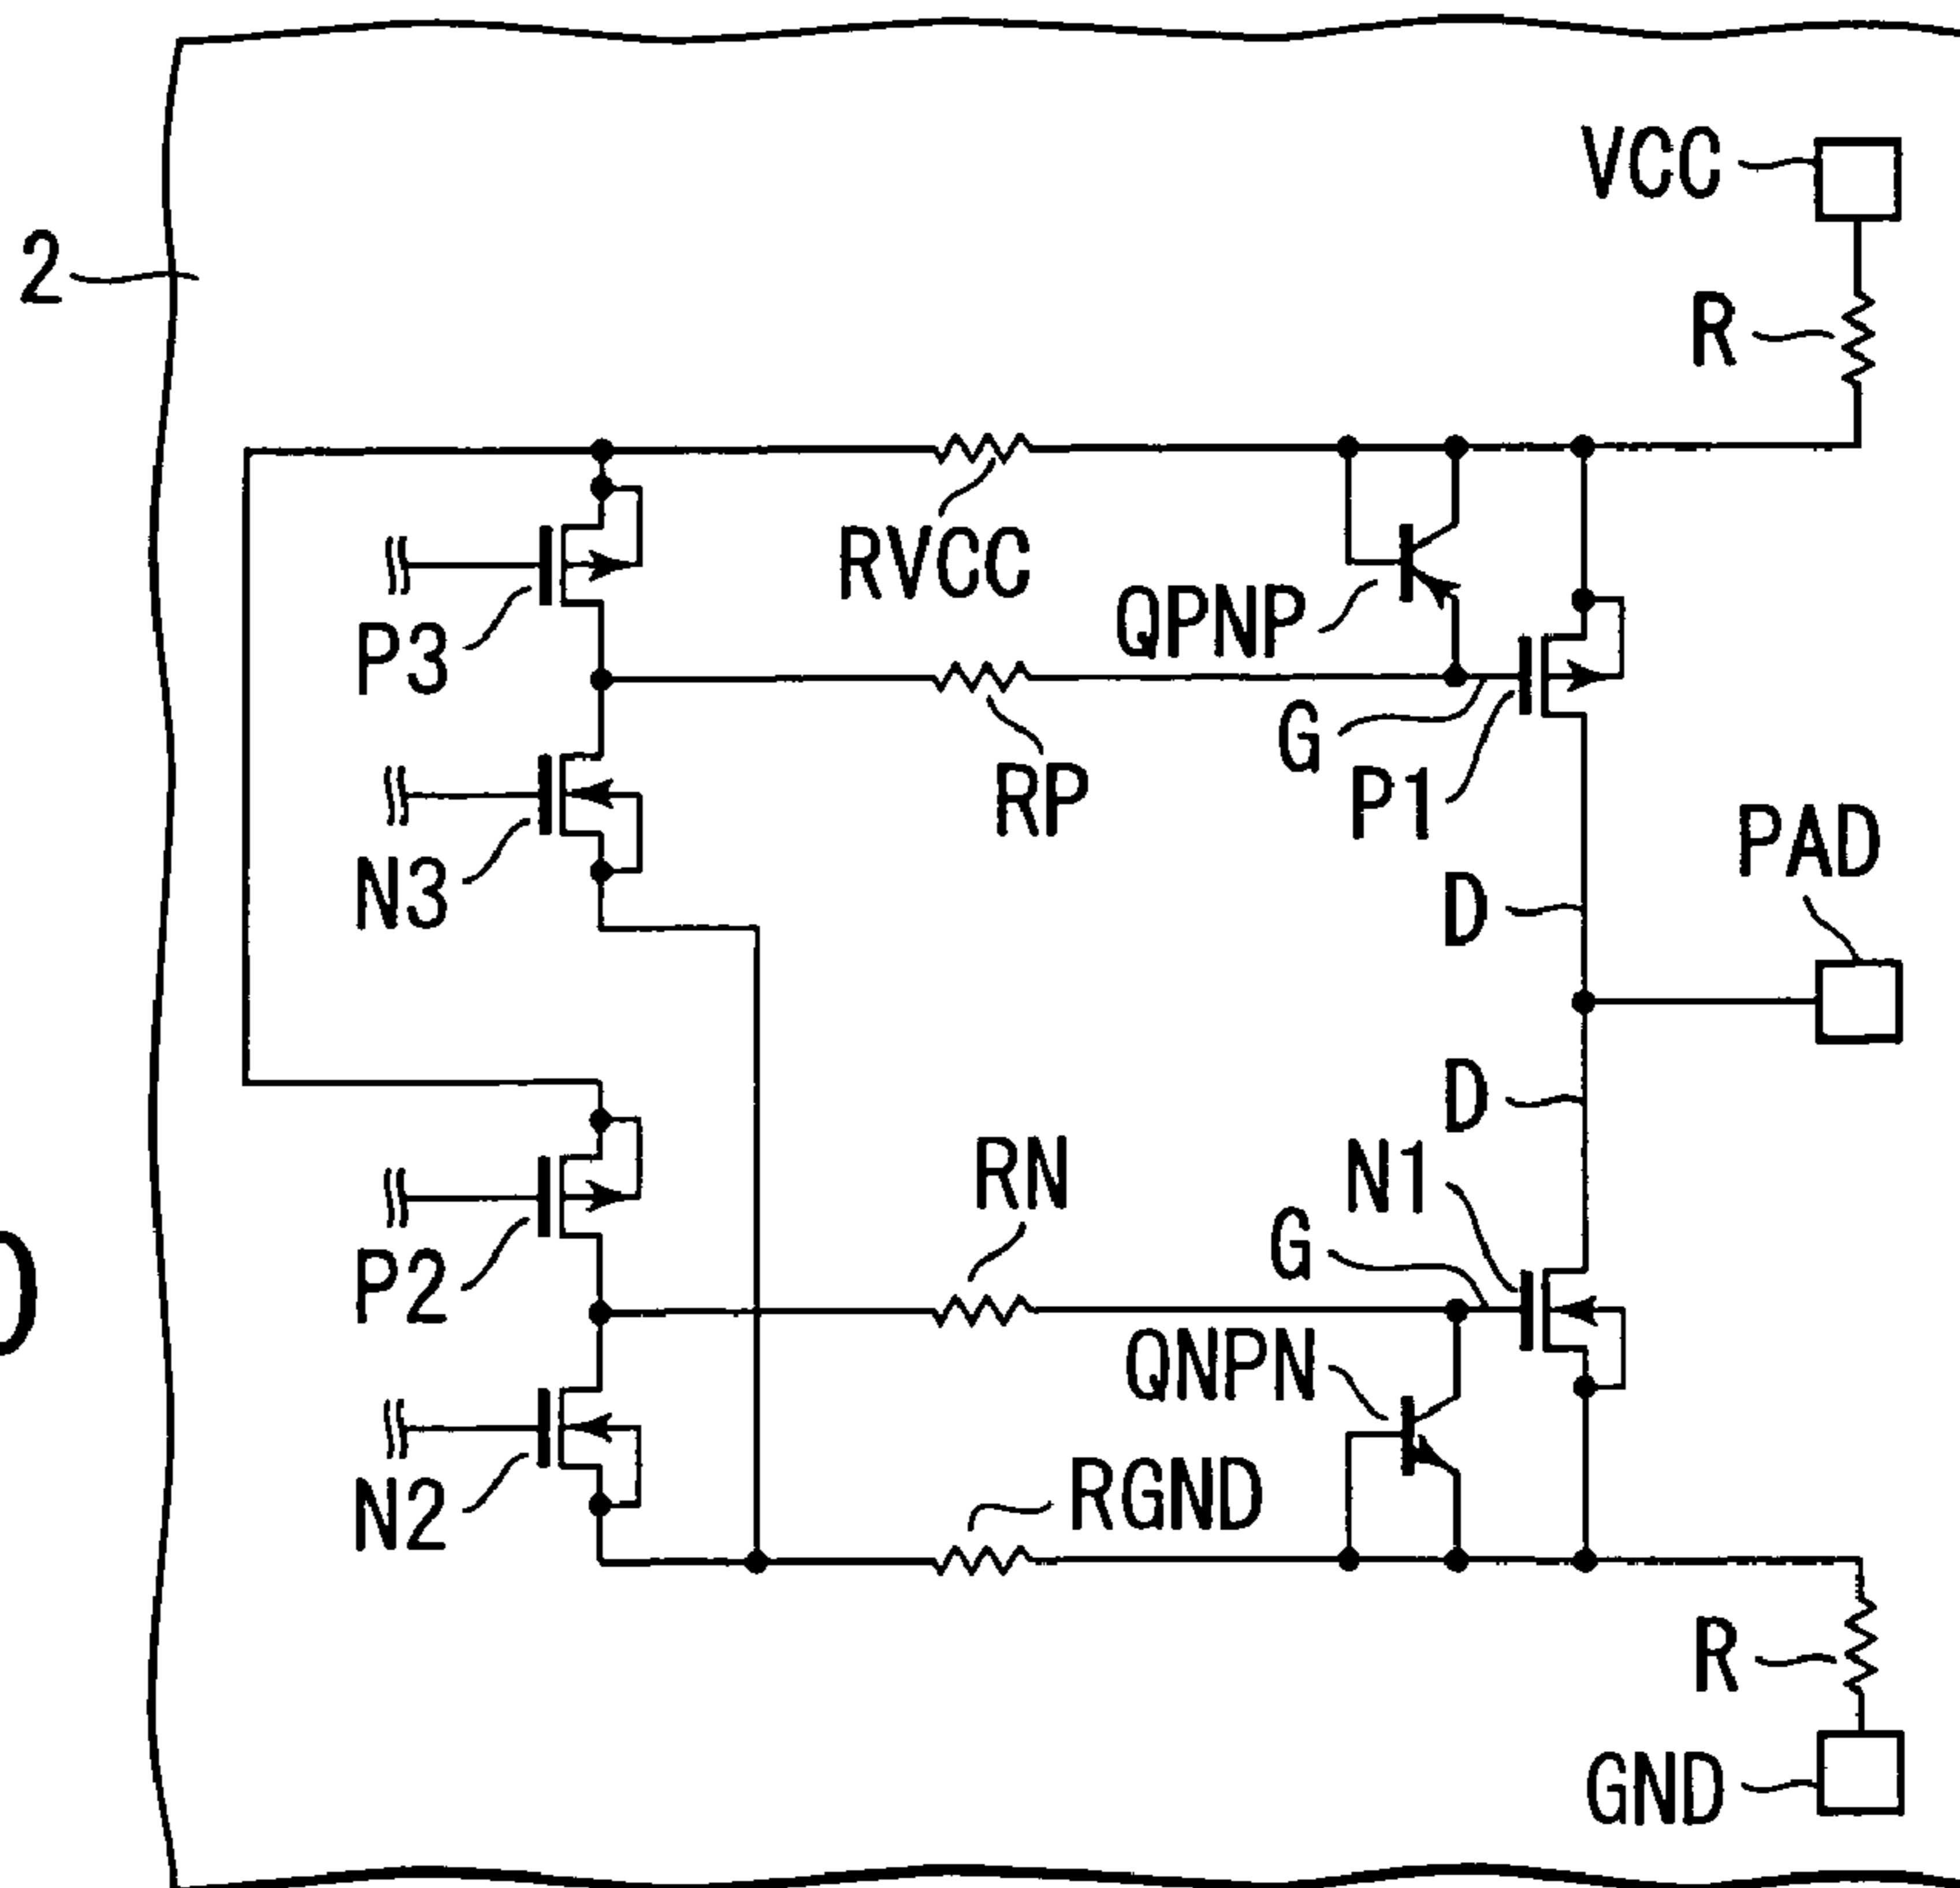 VCC
2
R
RVCC
QPNP
P3
G
RP
P1
PAD
N3
D
D
RN
N1
G
P2
QNPN
RGND
N2
R
GND